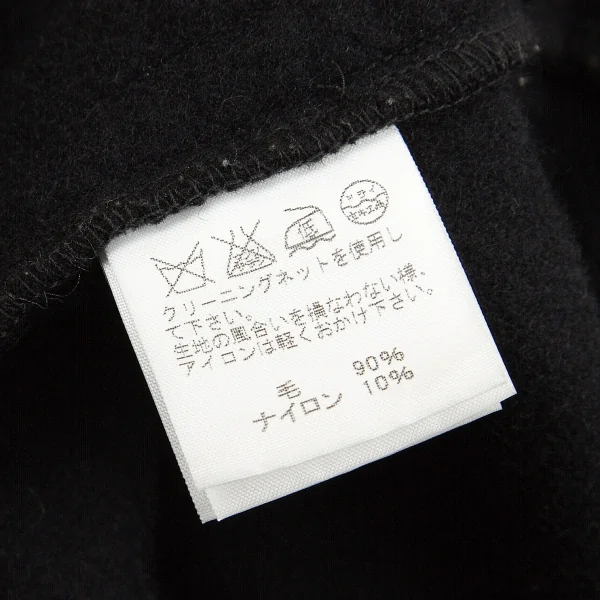 低
クリーニングネットを使用し
て下さい。
生地の風合いを損なわない様、
アイロンは軽くおかけ下さい。
毛 90%
ナイロン 10%